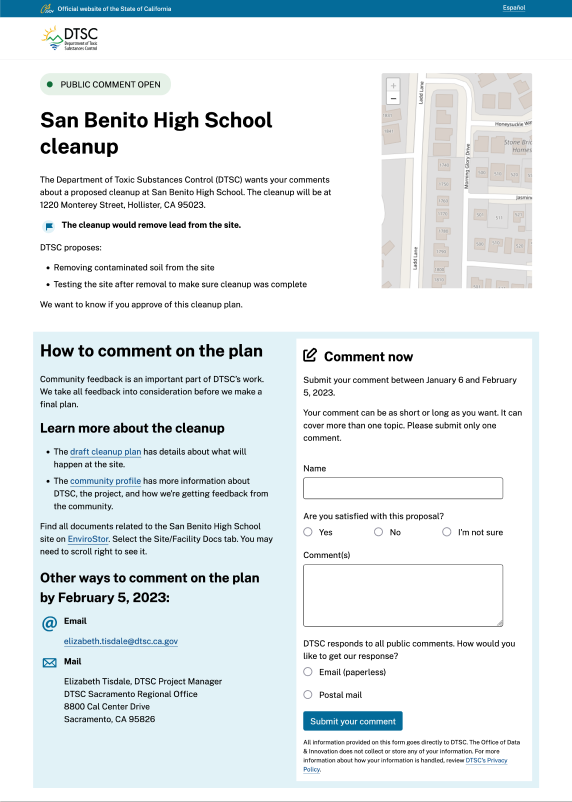 Official website of the State of California
Español
DTSC
Department of Toxic
Substances Control
PUBLIC COMMENT OPEN
San Benito High School
cleanup
The Department of Toxic Substances Control (DTSC) wants your comments
about a proposed cleanup at San Benito High School. The cleanup will be at
1220 Monterey Street, Hollister, CA 95023.
The cleanup would remove lead from the site.
DTSC proposes:
• Removing contaminated soil from the site
• Testing the site after removal to make sure cleanup was complete
We want to know if you approve of this cleanup plan.
+
−
Ladd Lane
Honeysuckle
Morning Glory Drive
Ladd Lane
How to comment on the plan
Community feedback is an important part of DTSC's work.
We take all feedback into consideration before we make a
final plan.
Learn more about the cleanup
• The draft cleanup plan has details about what will
happen at the site.
• The community profile has more information about
DTSC, the project, and how we're getting feedback from
the community.
Find all documents related to the San Benito High School
site on EnviroStor. Select the Site/Facility Docs tab. You may
need to scroll right to see it.
Other ways to comment on the plan
by February 5, 2023:
Email
elizabeth.tisdale@dtsc.ca.gov
Mail
Elizabeth Tisdale, DTSC Project Manager
DTSC Sacramento Regional Office
8800 Cal Center Drive
Sacramento, CA 95826
Comment now
Submit your comment between January 6 and February
5, 2023.
Your comment can be as short or long as you want. It can
cover more than one topic. Please submit only one
comment.
Name
Are you satisfied with this proposal?
Yes
No
I'm not sure
Comment(s)
DTSC responds to all public comments. How would you
like to get our response?
Email (paperless)
Postal mail
Submit your comment
All information provided on this form goes directly to DTSC. The Office of Data
& Innovation does not collect or store any of your information. For more
information about how your information is handled, review DTSC's Privacy
Policy.